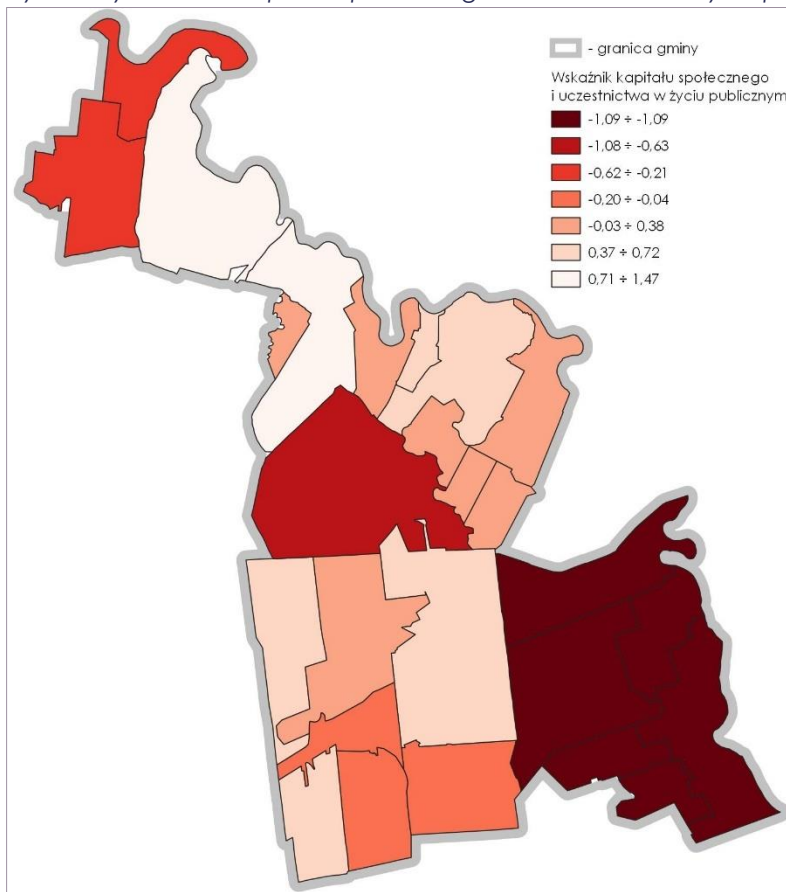 - granica gminy
Wskaźnik kapitału społecznego
i uczestnictwa w życiu publicznym
-1,09 ÷ -1,09
-1,08 ÷ -0,63
-0,62 ÷ -0,21
-0,20 ÷ -0,04
-0,03 ÷ 0,38
0,37 ÷ 0,72
0,71 ÷ 1,47